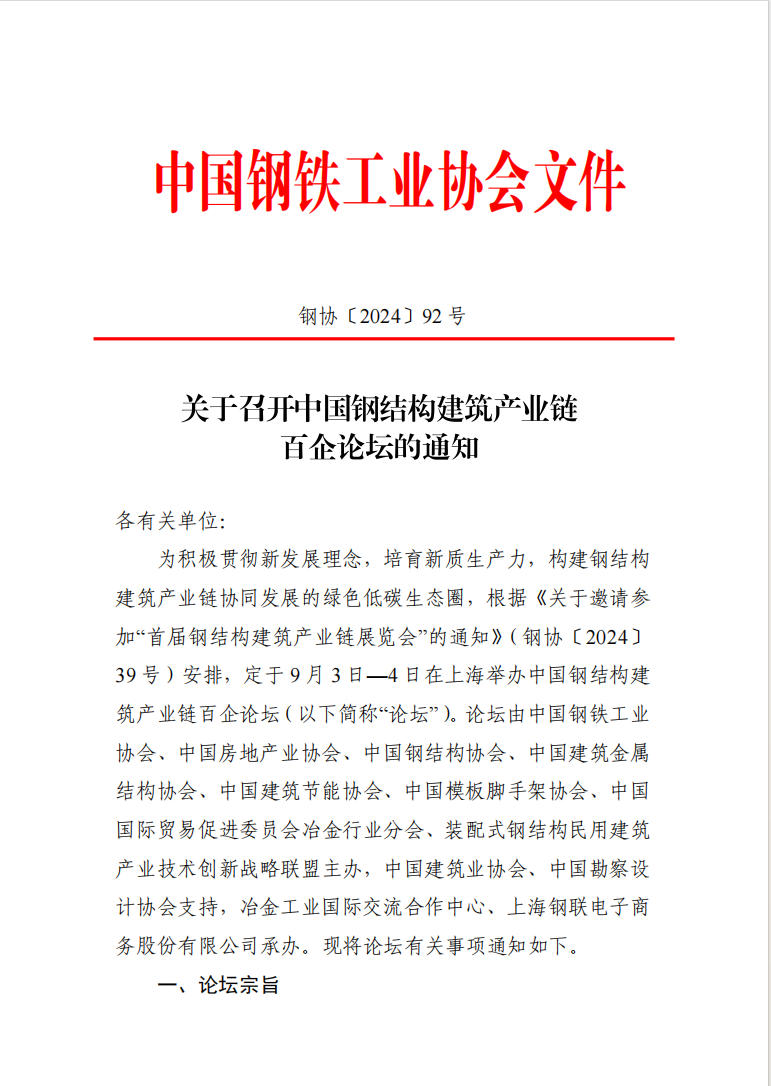 中国钢铁工业协会文件
钢协〔2024〕92 号
关于召开中国钢结构建筑产业链
百企论坛的通知
各有关单位：
为积极贯彻新发展理念，培育新质生产力，构建钢结构
建筑产业链协同发展的绿色低碳生态圈，根据《关于邀请参
加“首届钢结构建筑产业链展览会”的通知》（钢协〔2024〕
39 号）安排，定于 9 月 3 日—4 日在上海举办中国钢结构建
筑产业链百企论坛（以下简称“论坛”）。论坛由中国钢铁工业
协会、中国房地产业协会、中国钢结构协会、中国建筑金属
结构协会、中国建筑节能协会、中国模板脚手架协会、中国
国际贸易促进委员会冶金行业分会、装配式钢结构民用建筑
产业技术创新战略联盟主办，中国建筑业协会、中国勘察设
计协会支持，冶金工业国际交流合作中心、上海钢联电子商
务股份有限公司承办。现将论坛有关事项通知如下。
一、论坛宗旨